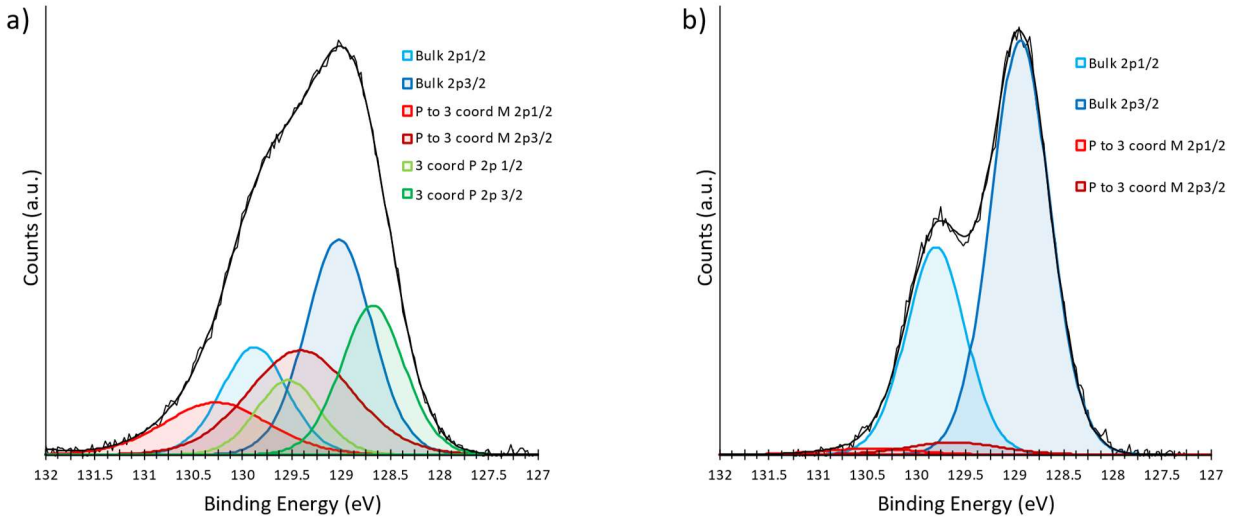 a)
Counts (a.u.)
Bulk 2p1/2
Bulk 2p3/2
P to 3 coord M 2p1/2
P to 3 coord M 2p3/2
3 coord P 2p 1/2
3 coord P 2p 3/2
132 131.5 131 130.5 130 129.5 129 128.5 128 127.5 127
Binding Energy (eV)
b)
Counts (a.u.)
Bulk 2p1/2
Bulk 2p3/2
P to 3 coord M 2p1/2
P to 3 coord M 2p3/2
132 131.5 131 130.5 130 129.5 129 128.5 128 127.5 127
Binding Energy (eV)